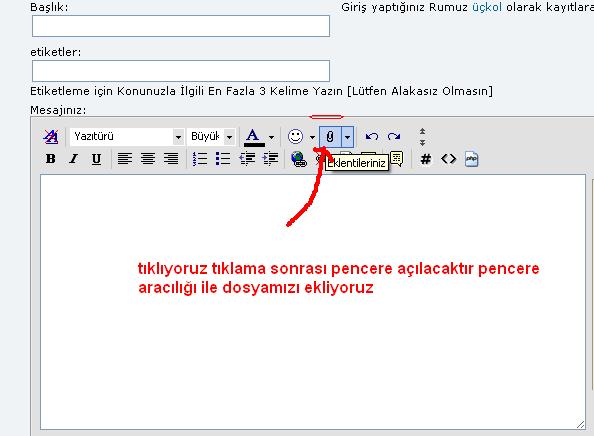 Başlık:
Giriş yaptığınız Rumuz üçkol olarak kayıtlara
etiketler:
Etiketleme için Konunuzla İlgili En Fazla 3 Kelime Yazın [Lütfen Alakasız Olmasın]
Mesajınız:
Yazıtürü Büyük A
B I U # <> php
Eklentileriniz
tıklıyoruz tıklama sonrası pencere açılacaktır pencere
aracılığı ile dosyamızı ekliyoruz